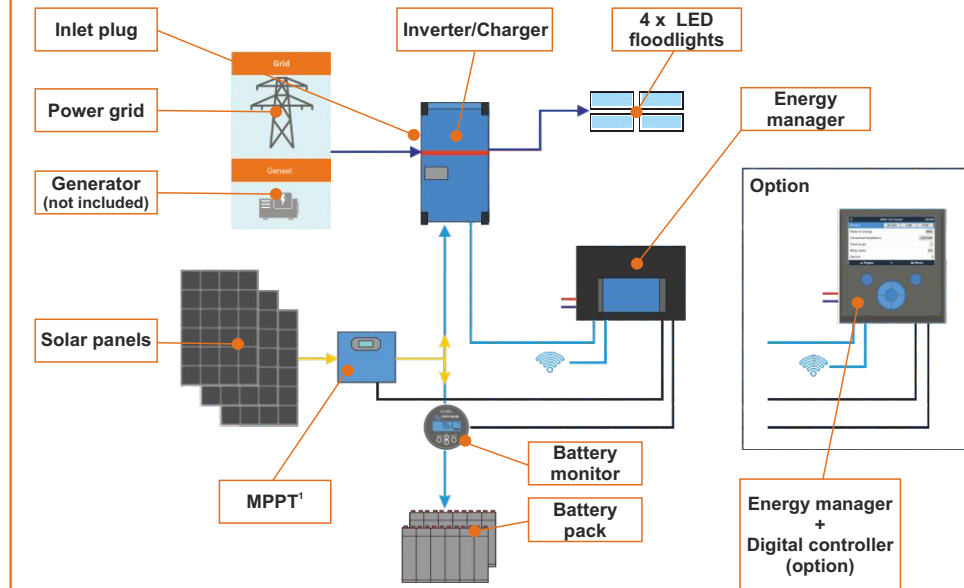 Inlet plug
Inverter/Charger
4 x LED
floodlights
Grid
Energy
manager
Power grid
Genset
Generator
(not included)
Option
Solar panels
Battery
monitor
MPPT¹
Battery
pack
Energy manager
+
Digital controller
(option)